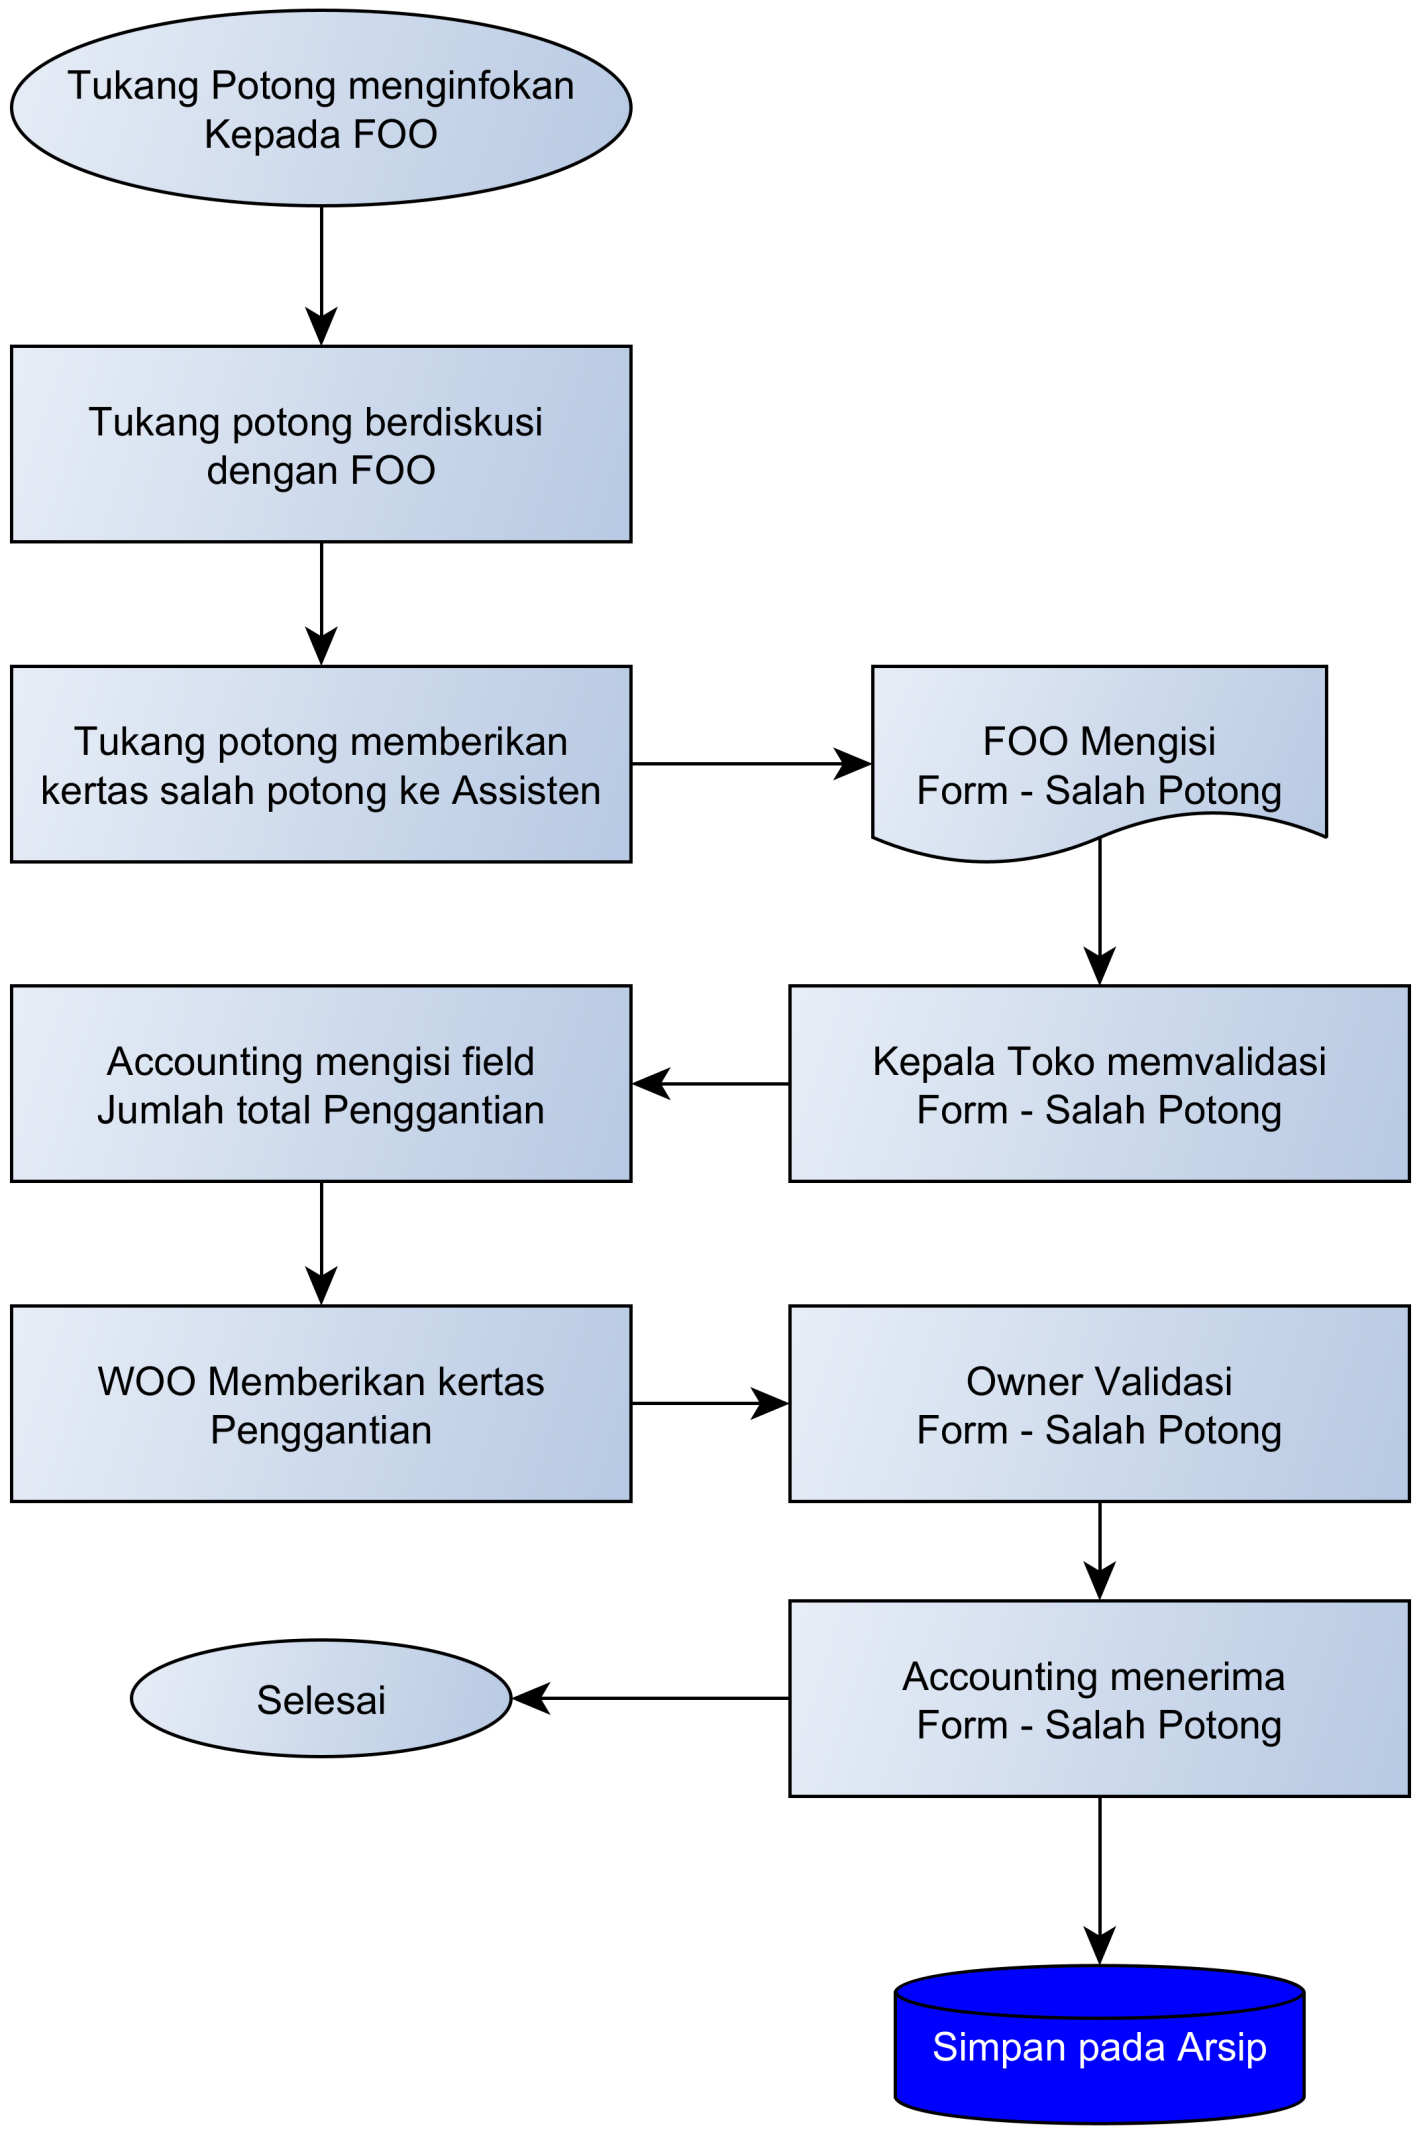 Tukang Potong menginfokan
Kepada FOO
Tukang potong berdiskusi
dengan FOO
Tukang potong memberikan
kertas salah potong ke Assisten
FOO Mengisi
Form - Salah Potong
Kepala Toko memvalidasi
Form - Salah Potong
Accounting mengisi field
Jumlah total Penggantian
WOO Memberikan kertas
Penggantian
Owner Validasi
Form - Salah Potong
Accounting menerima
Form - Salah Potong
Selesai
Simpan pada Arsip